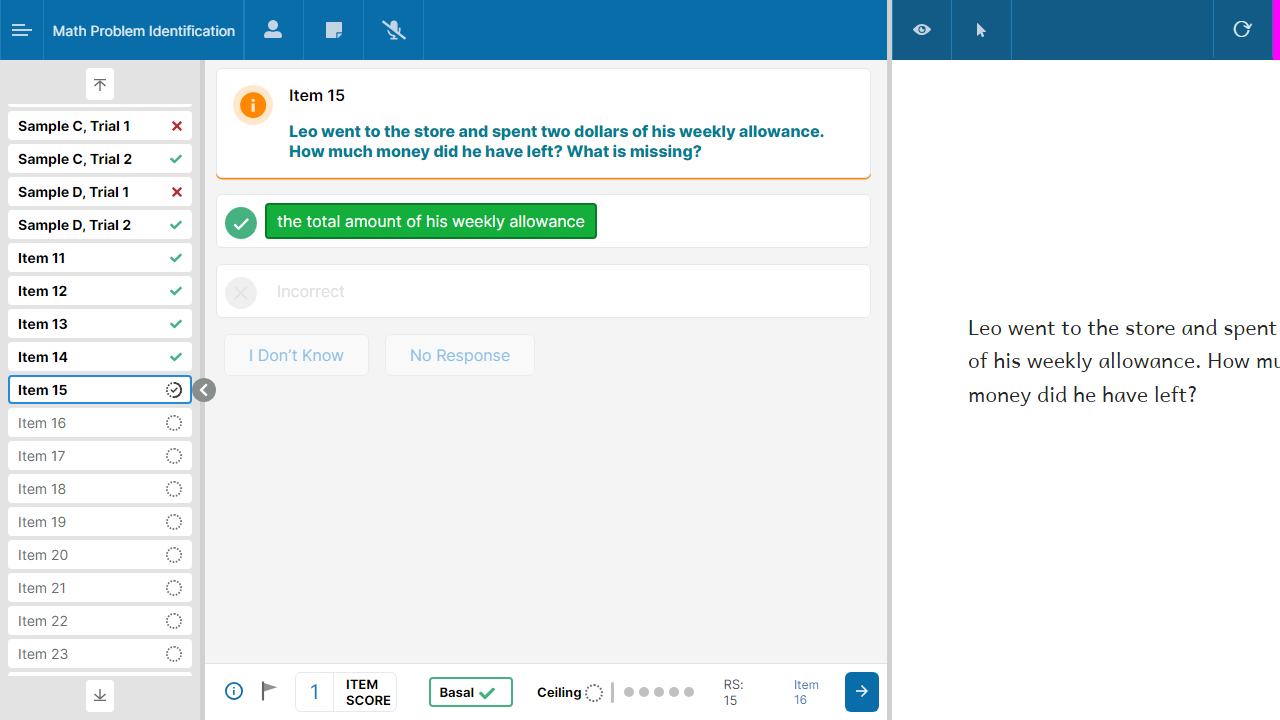 Math Problem Identification
Sample C, Trial 1
Sample C, Trial 2
Sample D, Trial 1
Sample D, Trial 2
Item 11
Item 12
Item 13
Item 14
Item 15
Item 16
Item 17
Item 18
Item 19
Item 20
Item 21
Item 22
Item 23
Item 15
Leo went to the store and spent two dollars of his weekly allowance.
How much money did he have left? What is missing?
the total amount of his weekly allowance
Incorrect
I Don’t Know
No Response
1
ITEM
SCORE
Basal
Ceiling
RS:
15
Item
16
Leo went to the store and spent
of his weekly allowance. How mu
money did he have left?